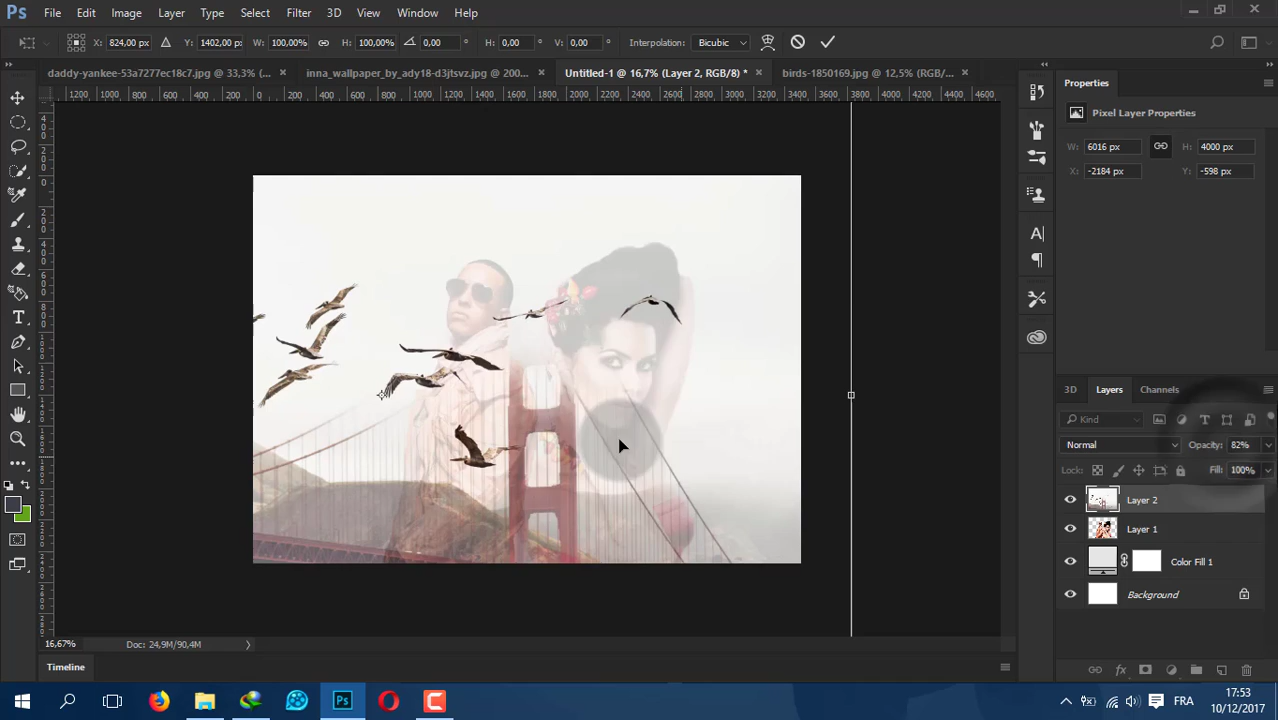 Ps File Edit Image Layer Type Select Filter 3D View Window Help
X: 824,00 px Y: 1402,00 px W: 100,00% H: 100,00% 0,00 ° H: 0,00 ° V: 0,00 ° Interpolation: Bicubic
daddy-yankee-53a7277ec18c7.jpg @ 33,3% (... × inna_wallpaper_by_ady18-d3jtsvz.jpg @ 200... × Untitled-1 @ 16,7% (Layer 2, RGB/8) * × birds-1850169.jpg @ 12,5% (RGB/... ×
1200 1000 800 600 400 200 0 200 400 600 800 1000 1200 1400 1600 1800 2000 2200 2400 2600 2800 3000 3200 3400 3600 3800 4000 4200 4400 4600
Properties
Pixel Layer Properties
W: 6016 px H: 4000 px
X: -2184 px Y: -598 px
3D Layers Channels
Kind
Normal Opacity: 82%
Lock: Fill: 100%
Layer 2
Layer 1
Color Fill 1
Background
16,67% Doc: 24,9M/90,4M
Timeline
FRA 17:53
10/12/2017